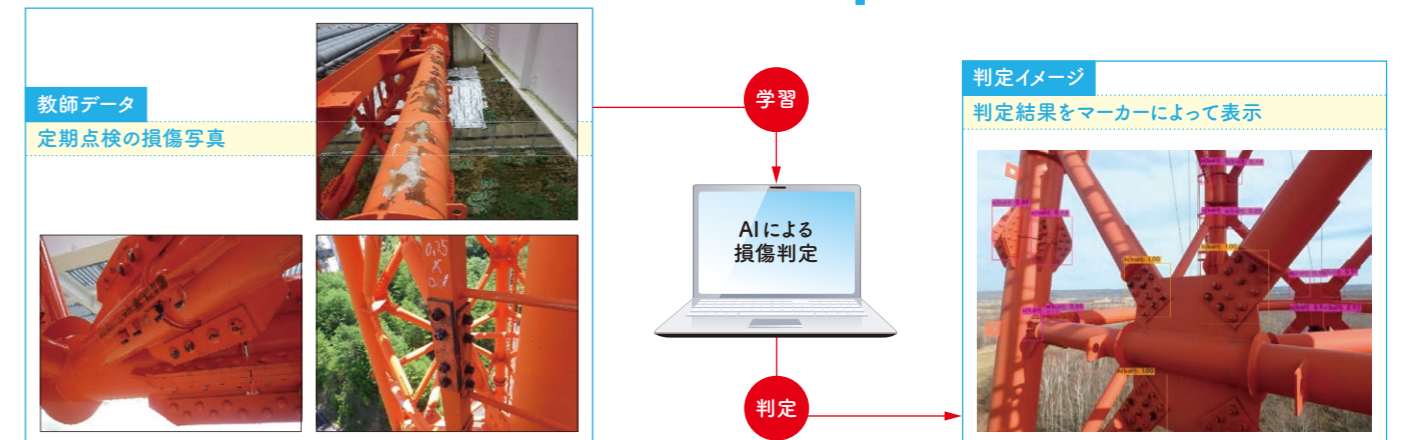 教師データ
定期点検の損傷写真
学習
AIによる
損傷判定
判定
判定イメージ
判定結果をマーカーによって表示